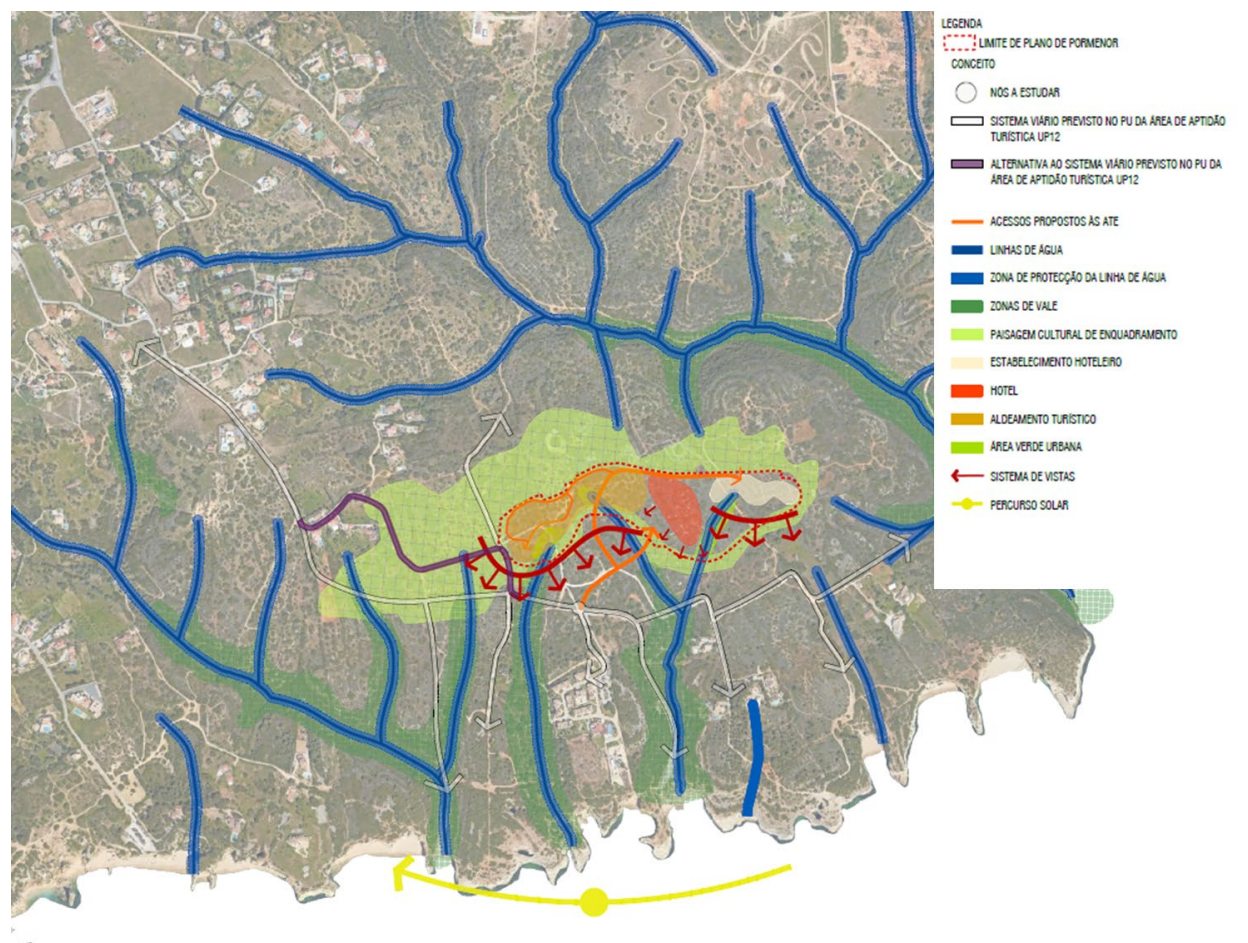 LEGENDA
LIMITE DE PLANO DE PORMENOR
CONCEITO
NÓS A ESTUDAR
SISTEMA VIÁRIO PREVISTO NO PU DA ÁREA DE APTIDÃO
TURÍSTICA UP12
ALTERNATIVA AO SISTEMA VIÁRIO PREVISTO NO PU DA
ÁREA DE APTIDÃO TURÍSTICA UP12
ACESSOS PROPOSTOS ÀS ATE
LINHAS DE ÁGUA
ZONA DE PROTECÇÃO DA LINHA DE ÁGUA
ZONAS DE VALE
PAISAGEM CULTURAL DE ENQUADRAMENTO
ESTABELECIMENTO HOTELEIRO
HOTEL
ALDEAMENTO TURÍSTICO
ÁREA VERDE URBANA
SISTEMA DE VISTAS
PERCURSO SOLAR